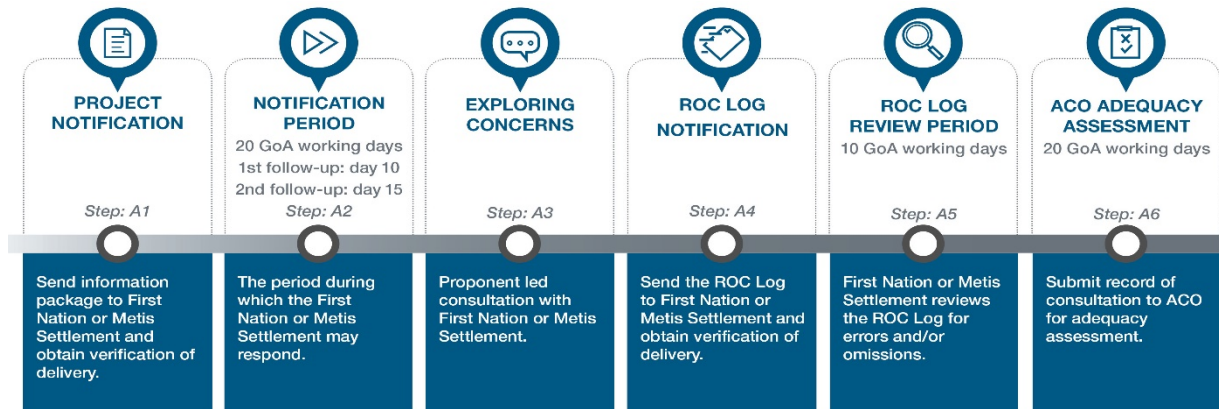 PROJECT
NOTIFICATION
Step: A1
Send information
package to First
Nation or Metis
Settlement and
obtain verification of
delivery.
NOTIFICATION
PERIOD
20 GoA working days
1st follow-up: day 10
2nd follow-up: day 15
Step: A2
The period during
which the First
Nation or Metis
Settlement may
respond.
EXPLORING
CONCERNS
Step: A3
Proponent led
consultation with
First Nation or Metis
Settlement.
ROC LOG
NOTIFICATION
Step: A4
Send the ROC Log
to First Nation or
Metis Settlement and
obtain verification of
delivery.
ROC LOG
REVIEW PERIOD
10 GoA working days
Step: A5
First Nation or Metis
Settlement reviews
the ROC Log for
errors and/or
omissions.
ACO ADEQUACY
ASSESSMENT
20 GoA working days
Step: A6
Submit record of
consultation to ACO
for adequacy
assessment.